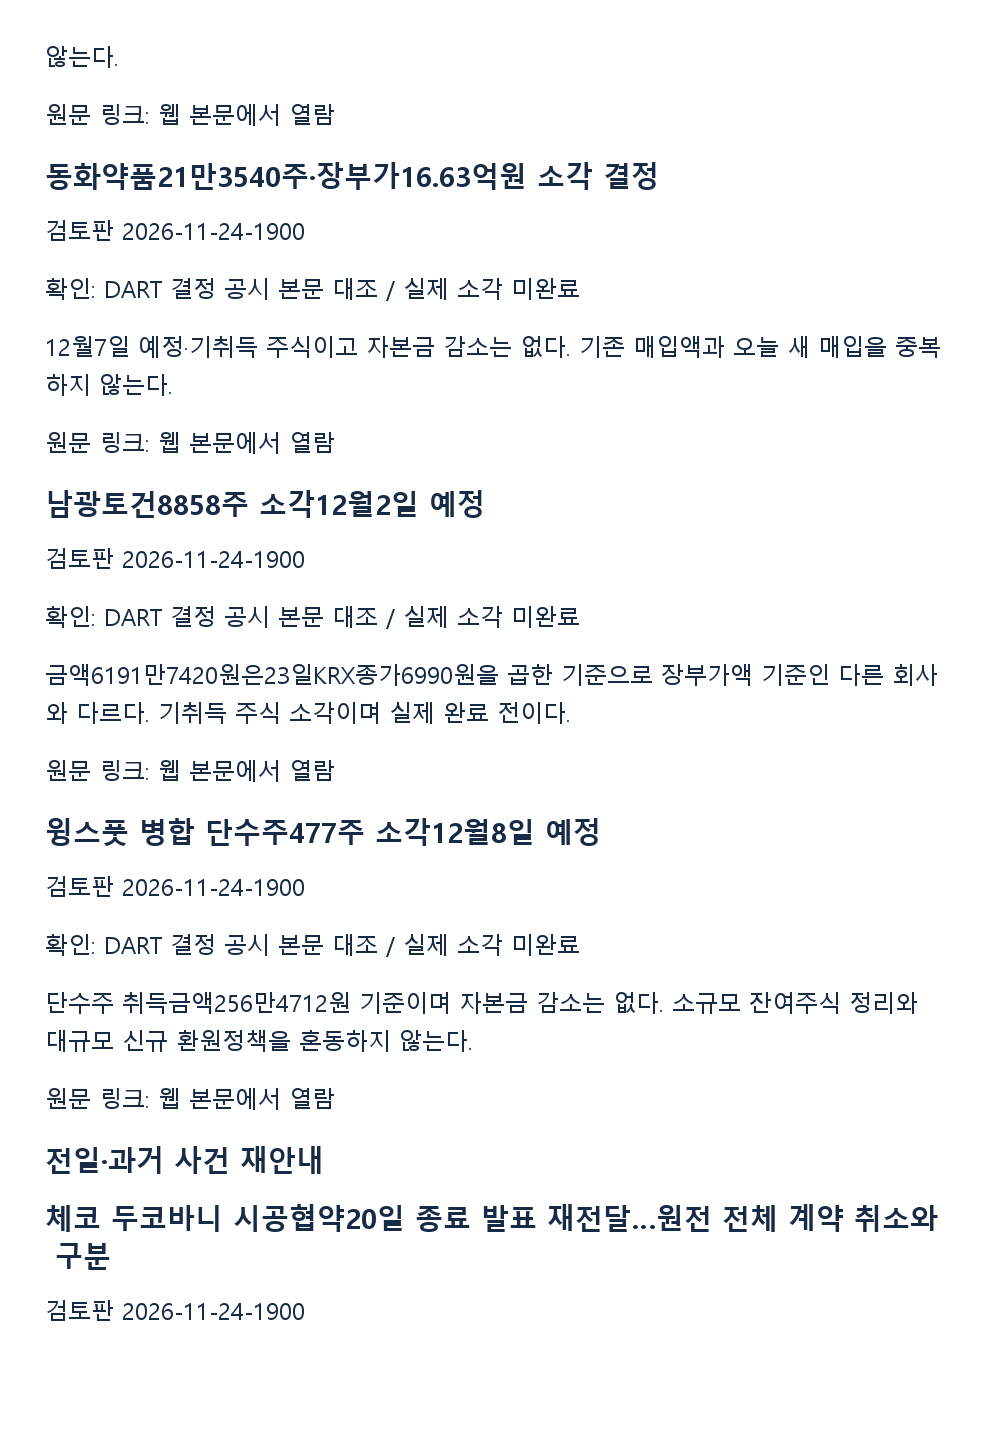 않는다.
원문 링크: 웹 본문에서 열람
동화약품21만3540주·장부가16.63억원 소각 결정
검토판 2026-11-24-1900
확인: DART 결정 공시 본문 대조 / 실제 소각 미완료
12월7일 예정·기취득 주식이고 자본금 감소는 없다. 기존 매입액과 오늘 새 매입을 중복
하지 않는다.
원문 링크: 웹 본문에서 열람
남광토건8858주 소각12월2일 예정
검토판 2026-11-24-1900
확인: DART 결정 공시 본문 대조 / 실제 소각 미완료
금액6191만7420원은23일KRX종가6990원을 곱한 기준으로 장부가액 기준인 다른 회사
와 다르다. 기취득 주식 소각이며 실제 완료 전이다.
원문 링크: 웹 본문에서 열람
윙스풋 병합 단수주477주 소각12월8일 예정
검토판 2026-11-24-1900
확인: DART 결정 공시 본문 대조 / 실제 소각 미완료
단수주 취득금액256만4712원 기준이며 자본금 감소는 없다. 소규모 잔여주식 정리와
대규모 신규 환원정책을 혼동하지 않는다.
원문 링크: 웹 본문에서 열람
전일·과거 사건 재안내
체코 두코바니 시공협약20일 종료 발표 재전달…원전 전체 계약 취소와
구분
검토판 2026-11-24-1900